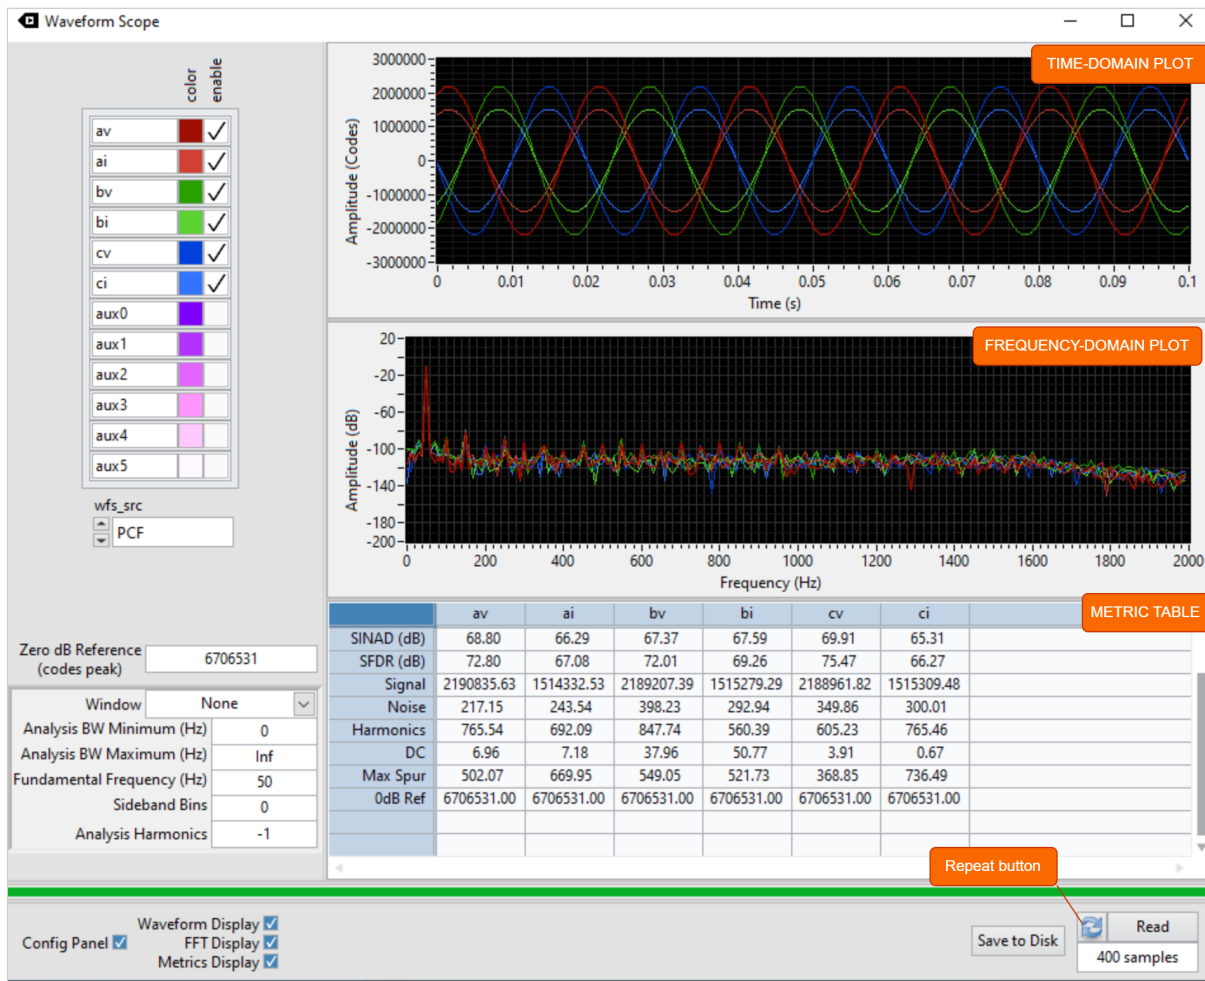 Waveform Scope
color
enable
av
ai
bv
bi
cv
ci
aux0
aux1
aux2
aux3
aux4
aux5
wfs_src
PCF
Zero dB Reference
(codes peak)
6706531
Window
None
Analysis BW Minimum (Hz)
0
Analysis BW Maximum (Hz)
Inf
Fundamental Frequency (Hz)
50
Sideband Bins
0
Analysis Harmonics
-1
TIME-DOMAIN PLOT
Amplitude (Codes)
3000000
2000000
1000000
0
-1000000
-2000000
-3000000
0 0.01 0.02 0.03 0.04 0.05 0.06 0.07 0.08 0.09 0.1
Time (s)
FREQUENCY-DOMAIN PLOT
Amplitude (dB)
20
-20
-60
-100
-140
-180
-200
0 200 400 600 800 1000 1200 1400 1600 1800 2000
Frequency (Hz)
METRIC TABLE
av ai bv bi cv ci
SINAD (dB) 68.80 66.29 67.37 67.59 69.91 65.31
SFDR (dB) 72.80 67.08 72.01 69.26 75.47 66.27
Signal 2190835.63 1514332.53 2189207.39 1515279.29 2188961.82 1515309.48
Noise 217.15 243.54 398.23 292.94 349.86 300.01
Harmonics 765.54 692.09 847.74 560.39 605.23 765.46
DC 6.96 7.18 37.96 50.77 3.91 0.67
Max Spur 502.07 669.95 549.05 521.73 368.85 736.49
0dB Ref 6706531.00 6706531.00 6706531.00 6706531.00 6706531.00 6706531.00
Repeat button
Config Panel
Waveform Display
FFT Display
Metrics Display
Save to Disk
Read
400 samples